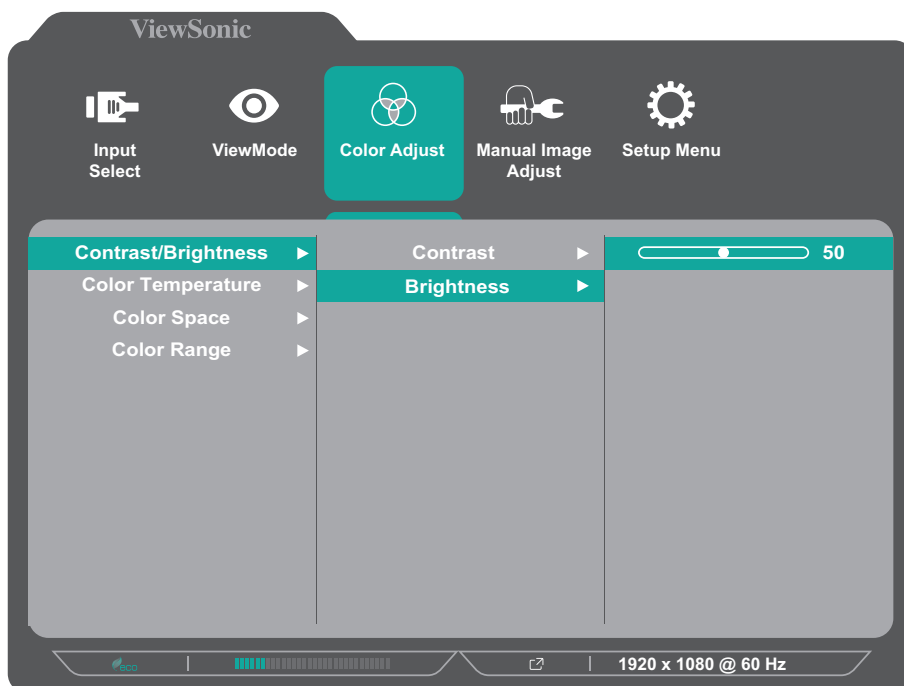 ViewSonic
Input
Select
ViewMode
Color Adjust
Manual Image
Adjust
Setup Menu
Contrast/Brightness
Contrast
50
Color Temperature
Brightness
Color Space
Color Range
eco
1920 x 1080 @ 60 Hz